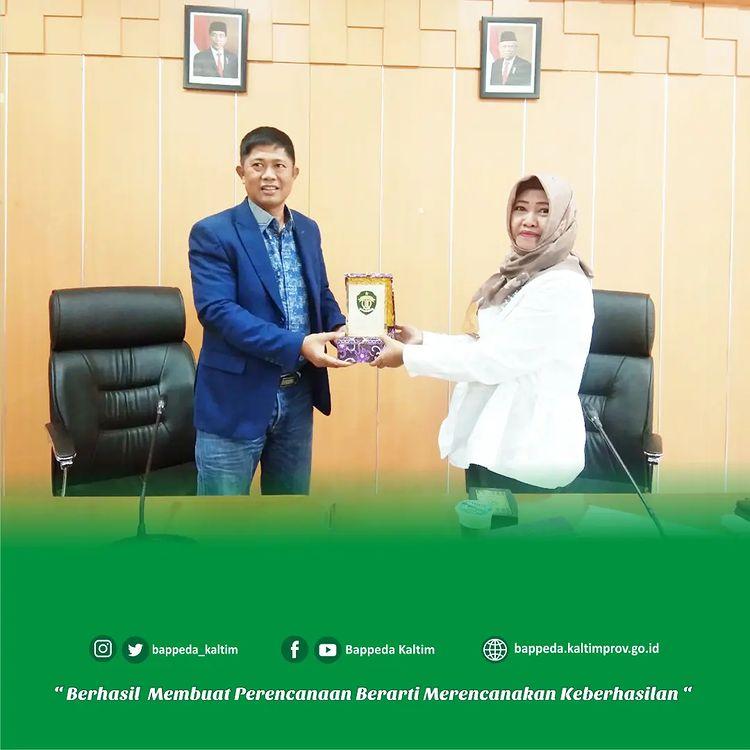 bappeda_kaltim
Bappeda Kaltim
bappeda.kaltimprov.go.id
“ Berhasil Membuat Perencanaan Berarti Merencanakan Keberhasilan “